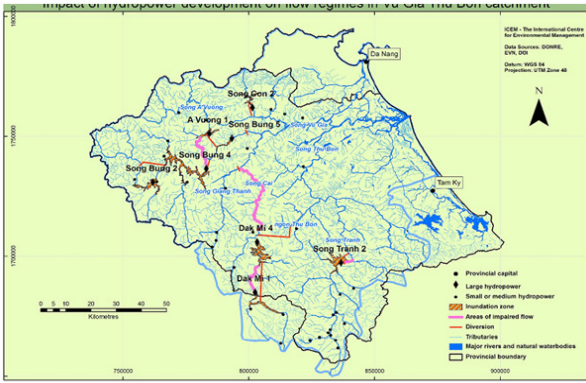 Impact of hydropower development on flow regimes in Vu Gia Thu Bon catchment
ICEM - The International Centre
for Environmental Management
Data Sources: DONRE,
EVN, DOI
Datum: WGS 84
Projection: UTM Zone 48
N
Da Nang
Song Con 2
Song A Vuong
A Vuong 1
Song Bung 5
Song Vu Gia
Song Thu Bon
Song Bung 4
Song Bung 2
Song Giang Thanh
Song Cai
Tam Ky
Dak Mi 4
ngon Thu Bon
Song Tranh
Song Tranh 2
Dak Mi 1
Provincial capital
Large hydropower
Small or medium hydropower
Inundation zone
Areas of impaired flow
Diversion
Tributaries
Major rivers and natural waterbodies
Provincial boundary
0 5 10 20 30 40 50
Kilometres
1800000
1750000
1700000
750000 800000 850000 900000